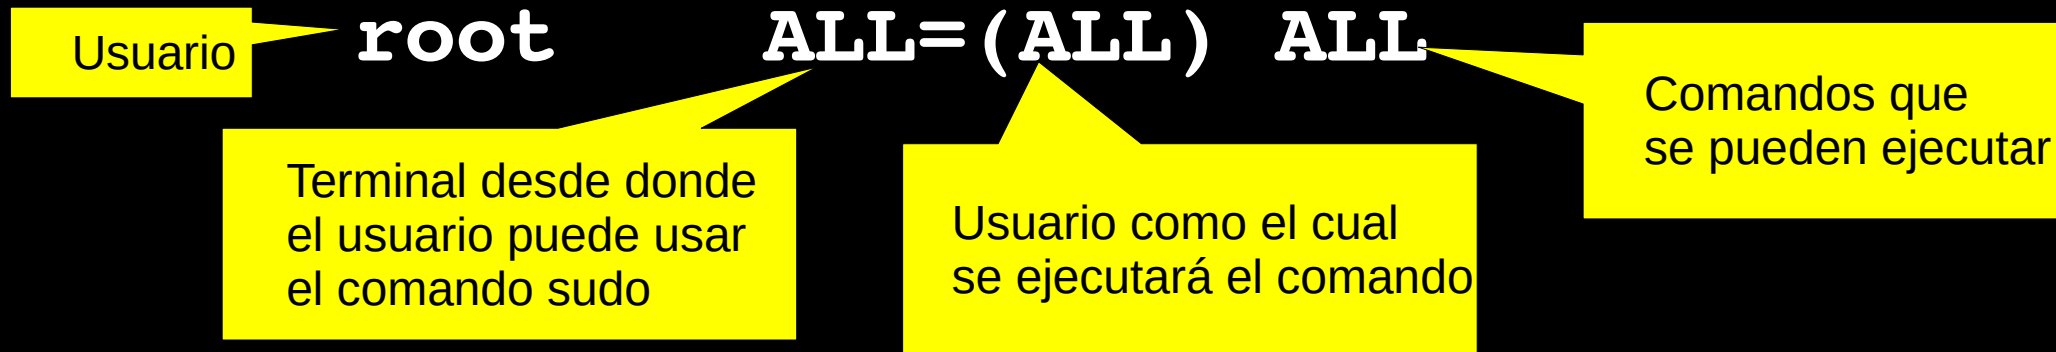 Usuario
root ALL=(ALL) ALL
Terminal desde donde
el usuario puede usar
el comando sudo
Usuario como el cual
se ejecutará el comando
Comandos que
se pueden ejecutar